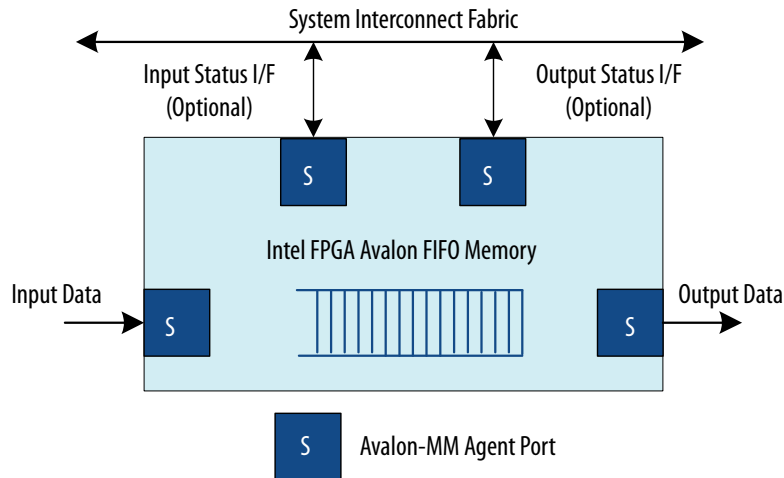 System Interconnect Fabric
Input Status I/F
(Optional)
Output Status I/F
(Optional)
S
S
Intel FPGA Avalon FIFO Memory
Input Data
S
S
Output Data
S
Avalon-MM Agent Port